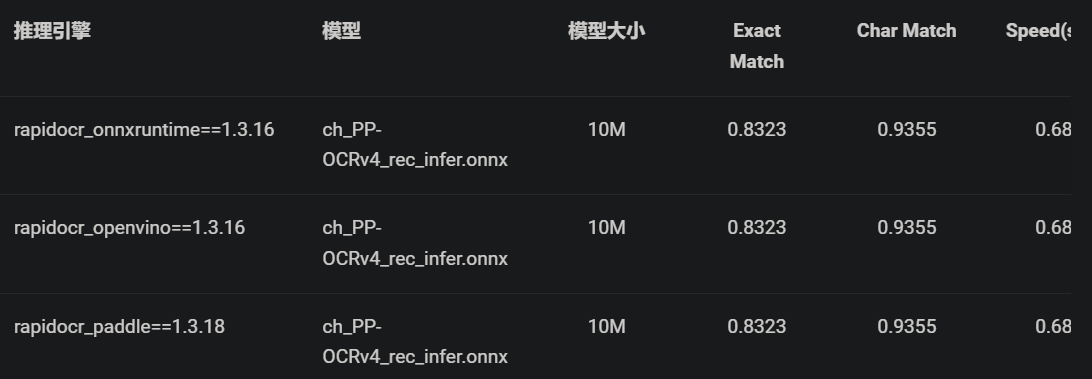 推理引擎 模型 模型大小 Exact Match Char Match Speed(s
rapidocr_onnxruntime==1.3.16 ch_PP-OCRv4_rec_infer.onnx 10M 0.8323 0.9355 0.68
rapidocr_openvino==1.3.16 ch_PP-OCRv4_rec_infer.onnx 10M 0.8323 0.9355 0.68
rapidocr_paddle==1.3.18 ch_PP-OCRv4_rec_infer.onnx 10M 0.8323 0.9355 0.68